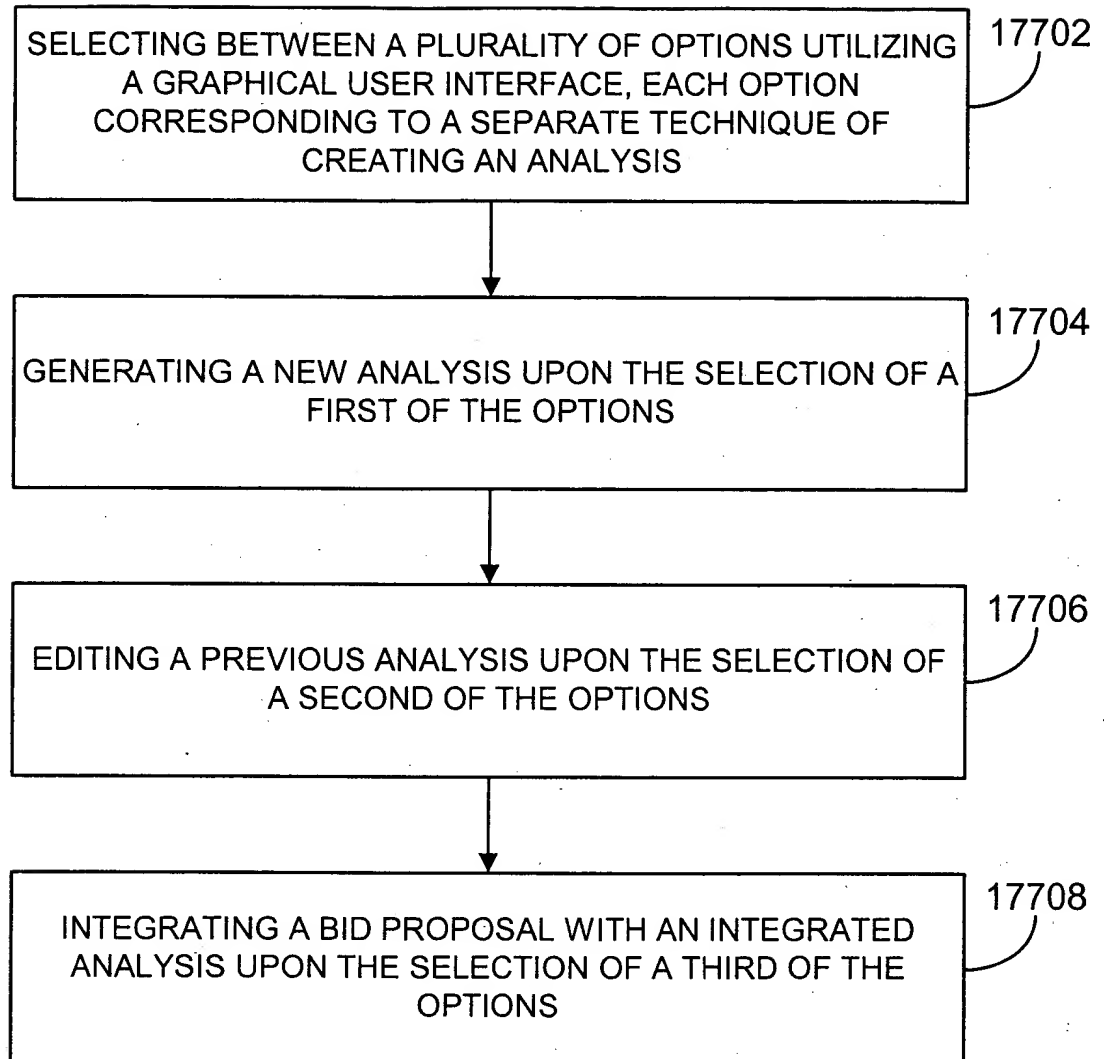 SELECTING BETWEEN A PLURALITY OF OPTIONS UTILIZING
A GRAPHICAL USER INTERFACE, EACH OPTION
CORRESPONDING TO A SEPARATE TECHNIQUE OF
CREATING AN ANALYSIS
17702
GENERATING A NEW ANALYSIS UPON THE SELECTION OF A
FIRST OF THE OPTIONS
17704
EDITING A PREVIOUS ANALYSIS UPON THE SELECTION OF
A SECOND OF THE OPTIONS
17706
INTEGRATING A BID PROPOSAL WITH AN INTEGRATED
ANALYSIS UPON THE SELECTION OF A THIRD OF THE
OPTIONS
17708